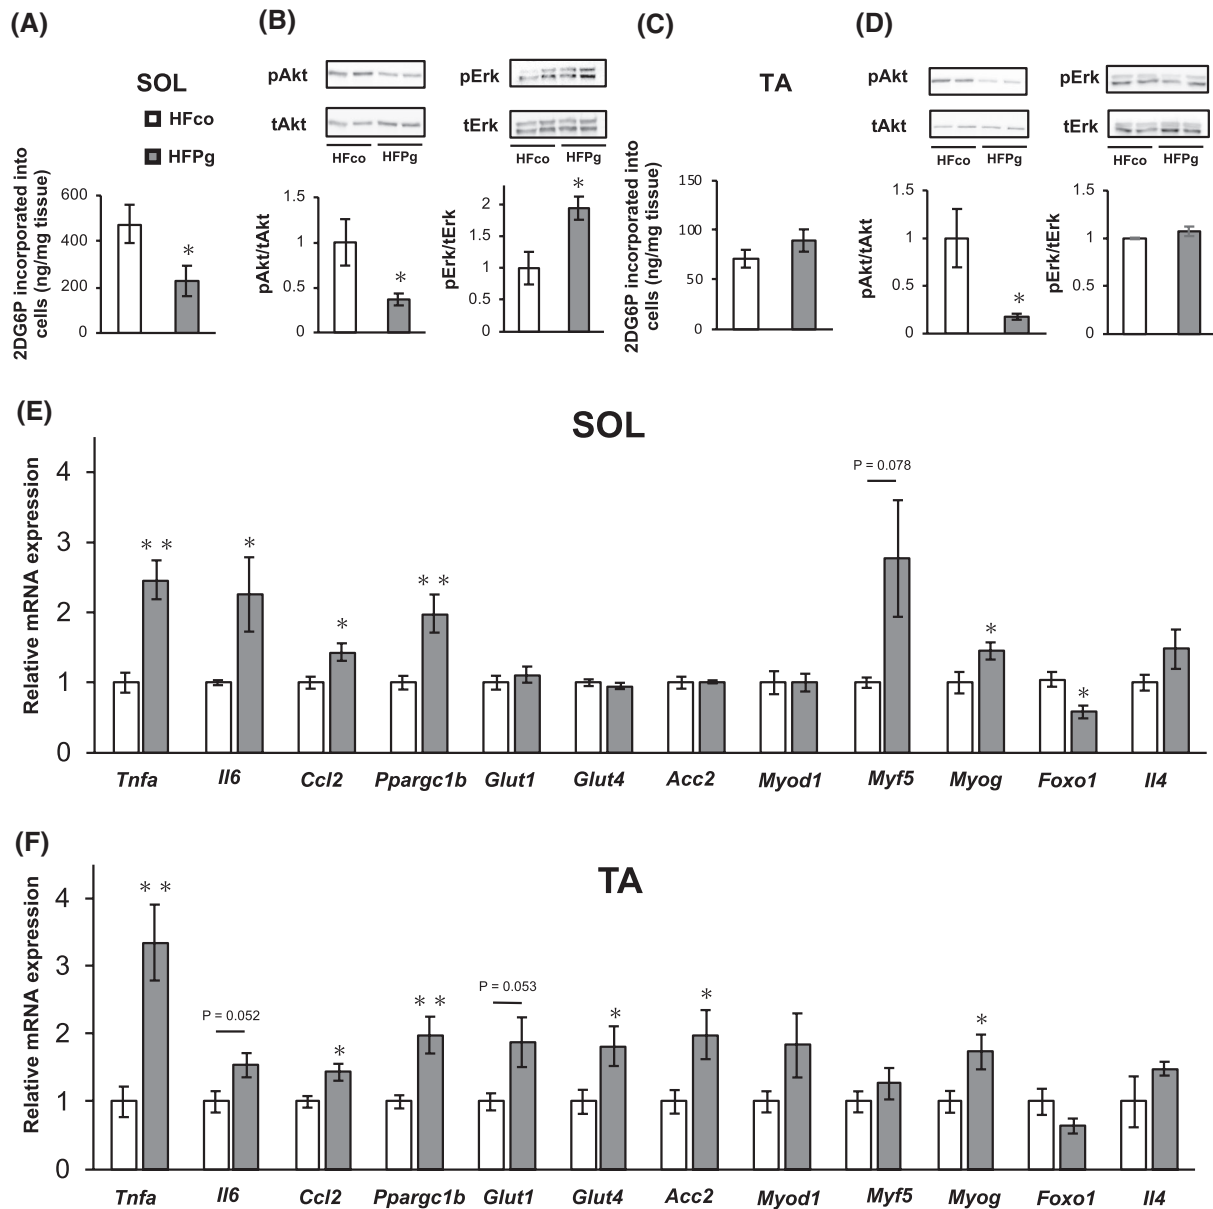 (A)
SOL
HFco
HFPg
2DG6P incorporated into
cells (ng/mg tissue)
600
400
200
0
*
(B)
pAkt
tAkt
HFco HFPg
pAkt/tAkt
1.5
1
0.5
0
*
pErk
tErk
HFco HFPg
pErk/tErk
2
1.5
1
0.5
0
*
(C)
TA
2DG6P incorporated into
cells (ng/mg tissue)
150
100
50
0
(D)
pAkt
tAkt
HFco HFPg
pAkt/tAkt
1.5
1
0.5
0
*
pErk
tErk
HFco HFPg
pErk/tErk
1.5
1
0.5
0
(E)
SOL
Relative mRNA expression
4
3
2
1
0
* *
*
*
* *
P = 0.078
*
*
Tnfa Il6 Ccl2 Ppargc1b Glut1 Glut4 Acc2 Myod1 Myf5 Myog Foxo1 Il4
(F)
TA
Relative mRNA expression
4
3
2
1
0
* *
P = 0.052
*
* *
P = 0.053
*
*
*
Tnfa Il6 Ccl2 Ppargc1b Glut1 Glut4 Acc2 Myod1 Myf5 Myog Foxo1 Il4